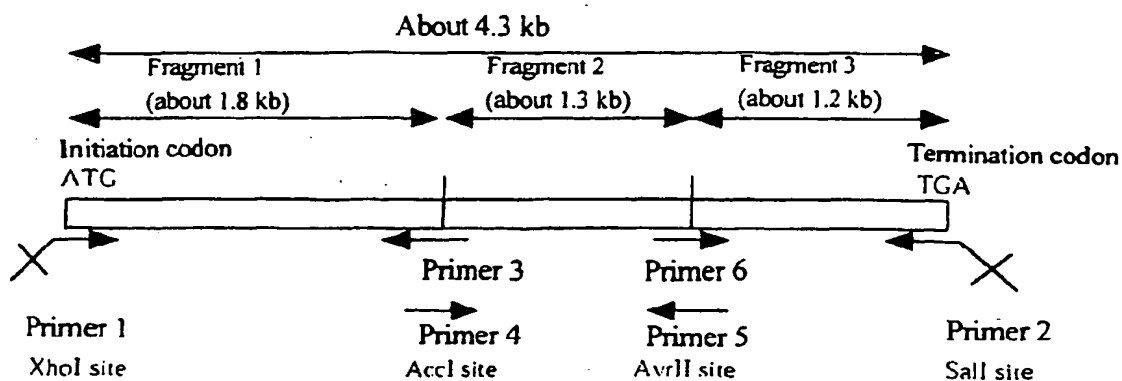 About 4.3 kb
Fragment 1 Fragment 2 Fragment 3
(about 1.8 kb) (about 1.3 kb) (about 1.2 kb)
Initiation codon Termination codon
ATG TGA
Primer 3 Primer 6
Primer 1 Primer 4 Primer 5 Primer 2
XhoI site AccI site AvrII site SalI site